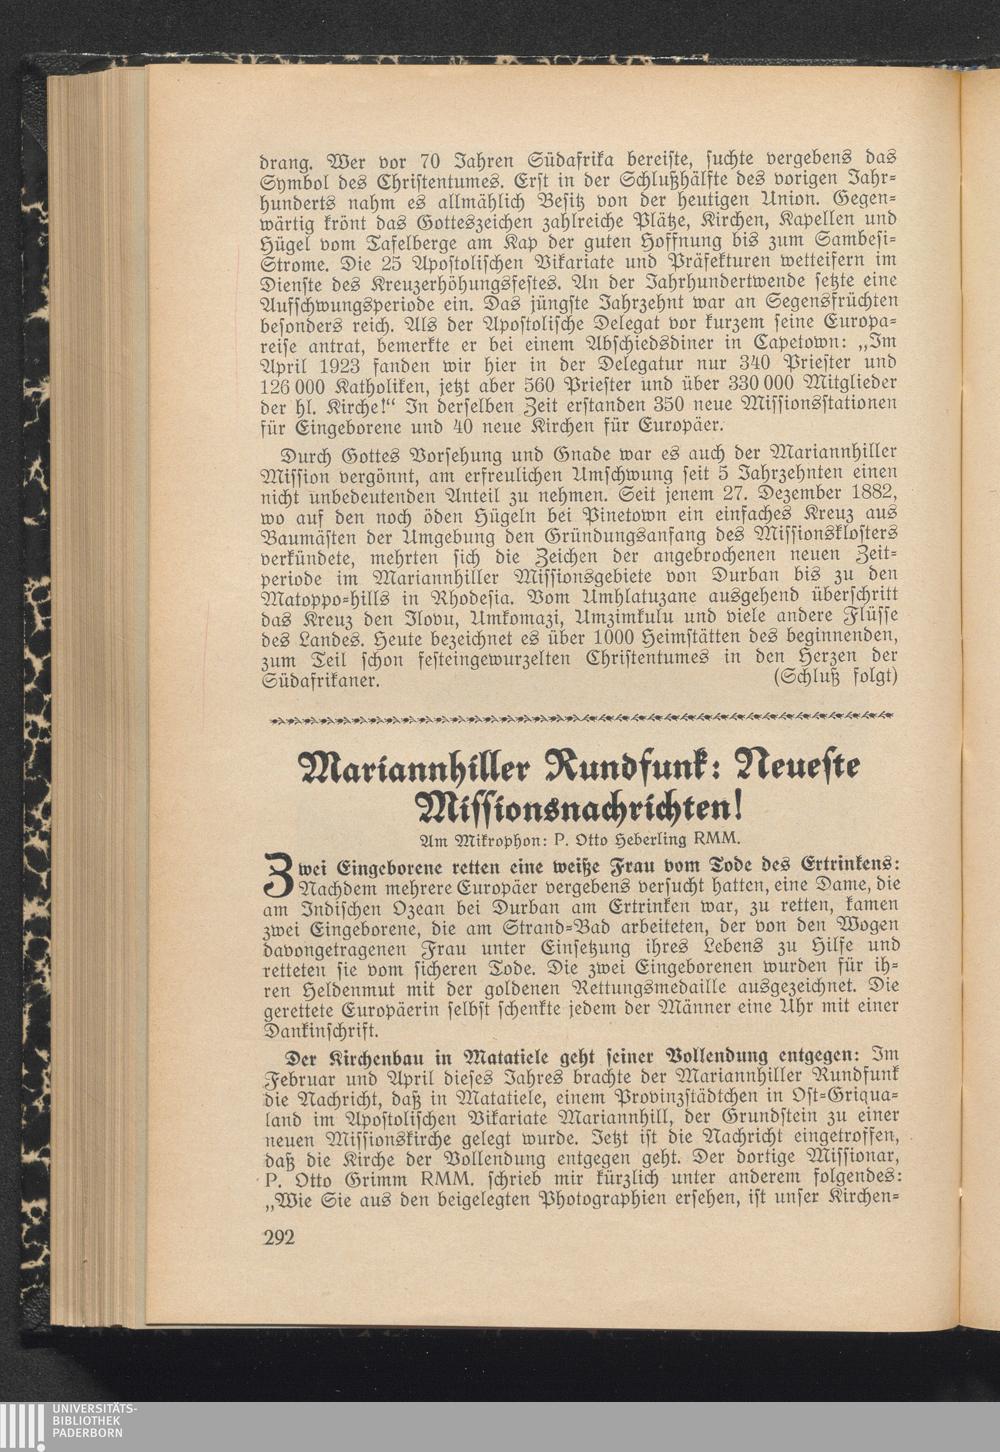 drang. Wer vor 70 Jahren Südafrika bereiste, suchte vergebens das
Symbol des Christentumes. Erst in der Schlußhälfte des vorigen Jahr-
hunderts nahm es allmählich Besitz von der heutigen Union. Gegen-
wärtig krönt das Gotteszeichen zahlreiche Plätze, Kirchen, Kapellen und
Hügel vom Tafelberge am Kap der guten Hoffnung bis zum Sambesi-
Strome. Die 25 Apostolischen Vikariate und Präfekturen wetteifern im
Dienste des Kreuzerhöhungsfestes. An der Jahrhundertwende setzte eine
Aufschwungsperiode ein. Das jüngste Jahrzehnt war an Segensfrüchten
besonders reich. Als der Apostolische Delegat vor kurzem seine Europa-
reise antrat, bemerkte er bei einem Abschiedsdiner in Capetown: „Im
April 1923 fanden wir hier in der Delegatur nur 340 Priester und
126 000 Katholiken, jetzt aber 560 Priester und über 330 000 Mitglieder
der hl. Kirche!“ In derselben Zeit erstanden 350 neue Missionsstationen
für Eingeborene und 40 neue Kirchen für Europäer.
Durch Gottes Vorsehung und Gnade war es auch der Mariannhiller
Mission vergönnt, am erfreulichen Umschwung seit 5 Jahrzehnten einen
nicht unbedeutenden Anteil zu nehmen. Seit jenem 27. Dezember 1882,
wo auf den noch öden Hügeln bei Pinetown ein einfaches Kreuz aus
Baumästen der Umgebung den Gründungsanfang des Missionsklosters
verkündete, mehrten sich die Zeichen der angebrochenen neuen Zeit-
periode im Mariannhiller Missionsgebiete von Durban bis zu den
Matoppo-hills in Rhodesia. Vom Umhlatuzane ausgehend überschritt
das Kreuz den Ilovu, Umkomazi, Umzimkulu und viele andere Flüsse
des Landes. Heute bezeichnet es über 1000 Heimstätten des beginnenden,
zum Teil schon festeingewurzelten Christentumes in den Herzen der
Südafrikaner. (Schluß folgt)
Mariannhiller Rundfunk: Neueste
Missionsnachrichten!
Am Mikrophon: P. Otto Heberling RMM.
Zwei Eingeborene retten eine weiße Frau vom Tode des Ertrinkens:
Nachdem mehrere Europäer vergebens versucht hatten, eine Dame, die
am Indischen Ozean bei Durban am Ertrinken war, zu retten, kamen
zwei Eingeborene, die am Strand-Bad arbeiteten, der von den Wogen
davongetragenen Frau unter Einsetzung ihres Lebens zu Hilfe und
retteten sie vom sicheren Tode. Die zwei Eingeborenen wurden für ih-
ren Heldenmut mit der goldenen Rettungsmedaille ausgezeichnet. Die
gerettete Europäerin selbst schenkte jedem der Männer eine Uhr mit einer
Dankinschrift.
Der Kirchenbau in Matatiele geht seiner Vollendung entgegen: Im
Februar und April dieses Jahres brachte der Mariannhiller Rundfunk
die Nachricht, daß in Matatiele, einem Provinzstädtchen in Ost-Griqua-
land im Apostolischen Vikariate Mariannhill, der Grundstein zu einer
neuen Missionskirche gelegt wurde. Jetzt ist die Nachricht eingetroffen,
daß die Kirche der Vollendung entgegen geht. Der dortige Missionar,
P. Otto Grimm RMM. schrieb mir kürzlich unter anderem folgendes:
„Wie Sie aus den beigelegten Photographien ersehen, ist unser Kirchen-
292
UNIVERSITÄTS-
BIBLIOTHEK
PADERBORN